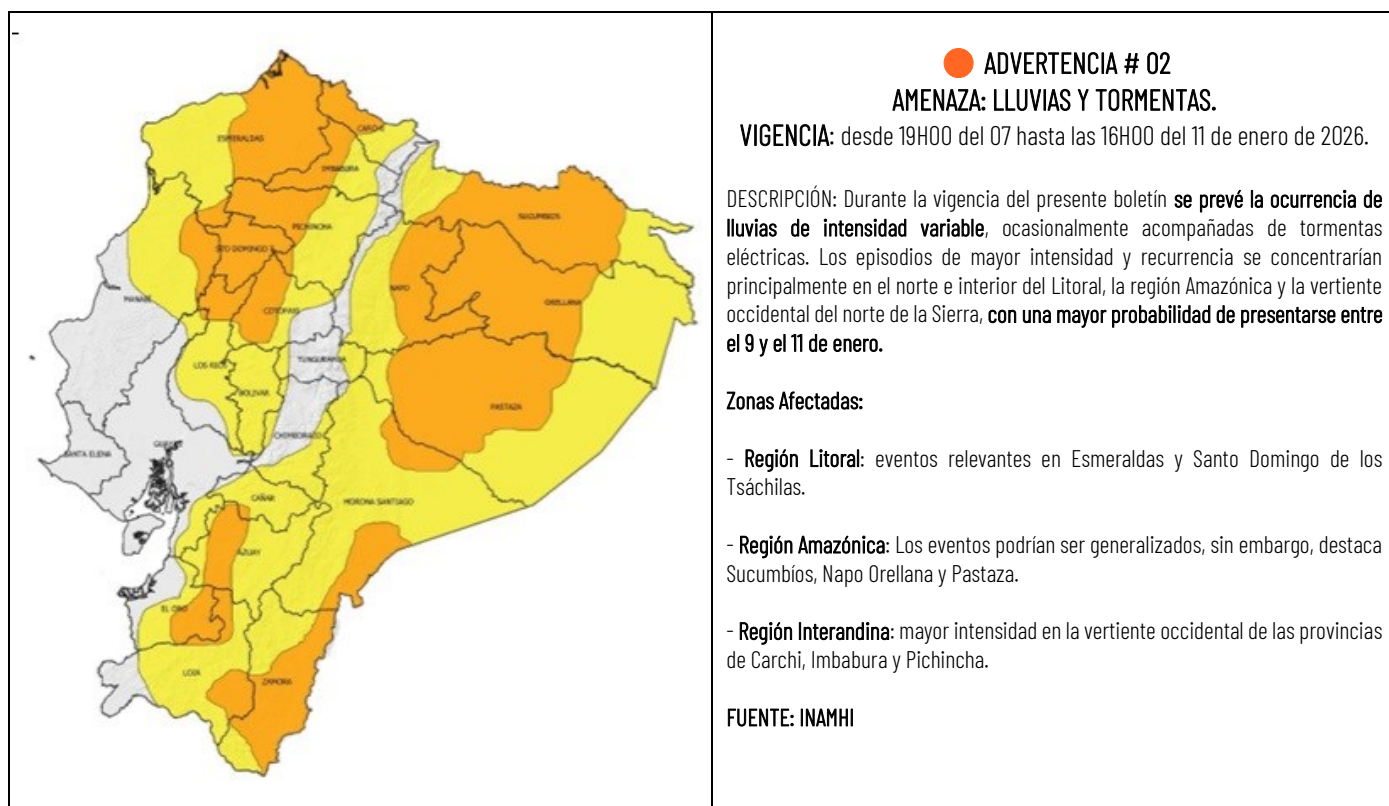 -
ESMERALDAS
CARCHI
IMBABURA
SUCUMBIOS
PICHINCHA
STO DOMINGO T.
NAPO
ORELLANA
MANABI
COTOPAXI
TUNGURAHUA
LOS RIOS
BOLIVAR
PASTAZA
CHIMBORAZO
GUAYAS
SANTA ELENA
CAÑAR
MORONA SANTIAGO
AZUAY
EL ORO
LOJA
ZAMORA
ADVERTENCIA # 02
AMENAZA: LLUVIAS Y TORMENTAS.
VIGENCIA: desde 19H00 del 07 hasta las 16H00 del 11 de enero de 2026.
DESCRIPCIÓN: Durante la vigencia del presente boletín se prevé la ocurrencia de
lluvias de intensidad variable, ocasionalmente acompañadas de tormentas
eléctricas. Los episodios de mayor intensidad y recurrencia se concentrarían
principalmente en el norte e interior del Litoral, la región Amazónica y la vertiente
occidental del norte de la Sierra, con una mayor probabilidad de presentarse entre
el 9 y el 11 de enero.
Zonas Afectadas:
- Región Litoral: eventos relevantes en Esmeraldas y Santo Domingo de los
Tsáchilas.
- Región Amazónica: Los eventos podrían ser generalizados, sin embargo, destaca
Sucumbíos, Napo Orellana y Pastaza.
- Región Interandina: mayor intensidad en la vertiente occidental de las provincias
de Carchi, Imbabura y Pichincha.
FUENTE: INAMHI